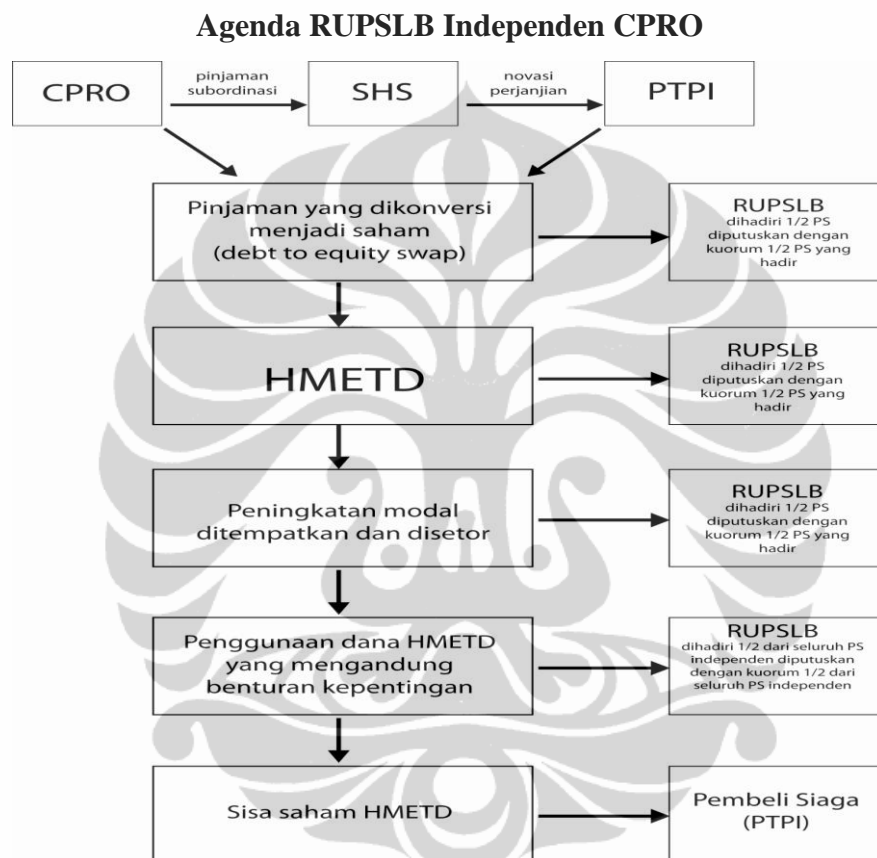 Agenda RUPSLB Independen CPRO
CPRO
pinjaman
subordinasi
SHS
novasi
perjanjian
PTPI
Pinjaman yang dikonversi
menjadi saham
(debt to equity swap)
RUPSLB
dihadiri 1/2 PS
diputuskan dengan
kuorum 1/2 PS yang
hadir
HMETD
RUPSLB
dihadiri 1/2 PS
diputuskan dengan
kuorum 1/2 PS yang
hadir
Peningkatan modal
ditempatkan dan disetor
RUPSLB
dihadiri 1/2 PS
diputuskan dengan
kuorum 1/2 PS yang
hadir
Penggunaan dana HMETD
yang mengandung
benturan kepentingan
RUPSLB
dihadiri 1/2 dari seluruh PS
independen diputuskan
dengan kuorum 1/2 dari
seluruh PS independen
Sisa saham HMETD
Pembeli Siaga
(PTPI)